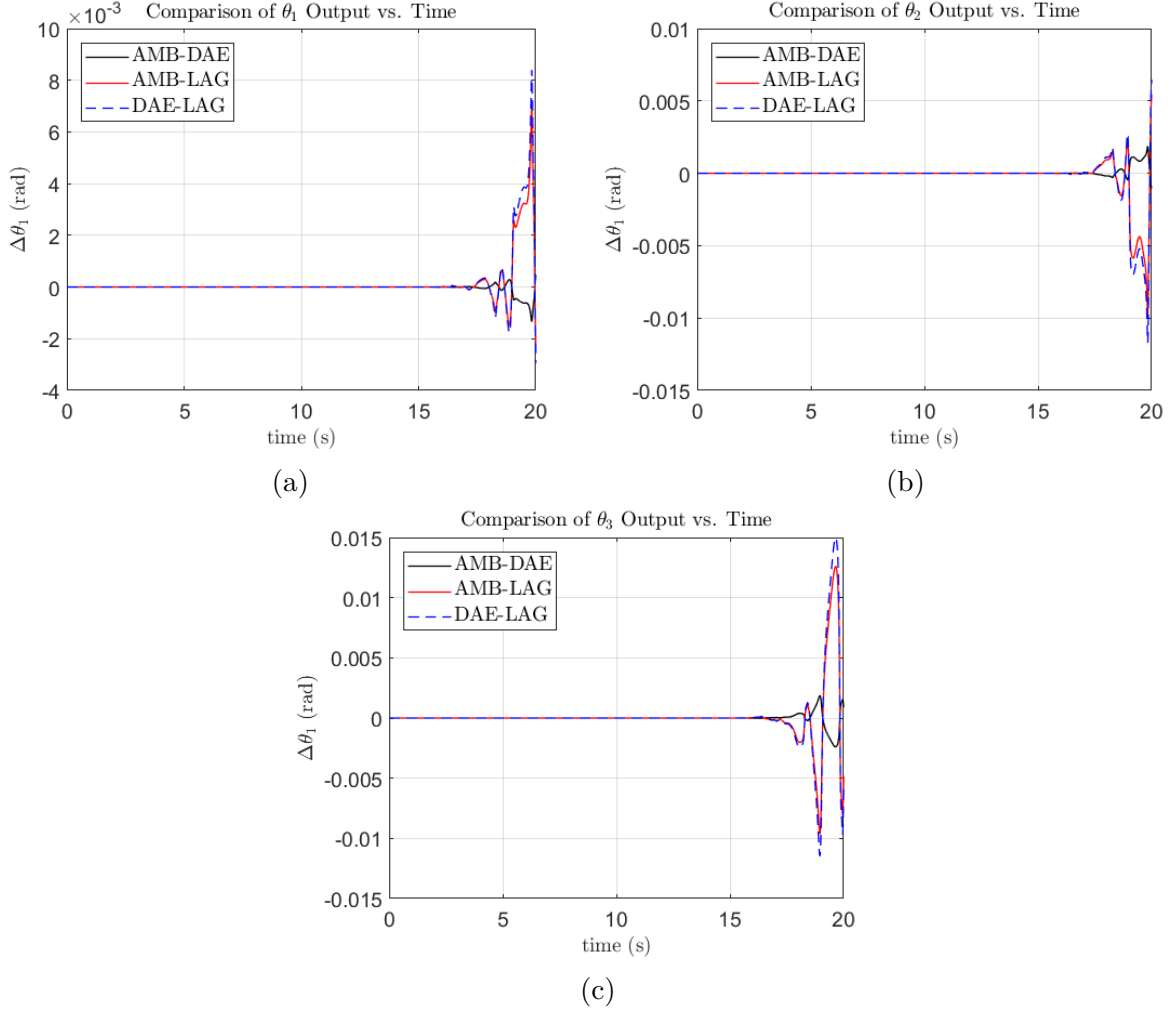 Comparison of θ₁ Output vs. Time
×10⁻³
10
8
6
4
2
0
-2
-4
Δθ₁ (rad)
AMB-DAE
AMB-LAG
DAE-LAG
0 5 10 15 20
time (s)
(a)
Comparison of θ₂ Output vs. Time
0.01
0.005
0
-0.005
-0.01
-0.015
Δθ₁ (rad)
AMB-DAE
AMB-LAG
DAE-LAG
0 5 10 15 20
time (s)
(b)
Comparison of θ₃ Output vs. Time
0.015
0.01
0.005
0
-0.005
-0.01
-0.015
Δθ₁ (rad)
AMB-DAE
AMB-LAG
DAE-LAG
0 5 10 15 20
time (s)
(c)